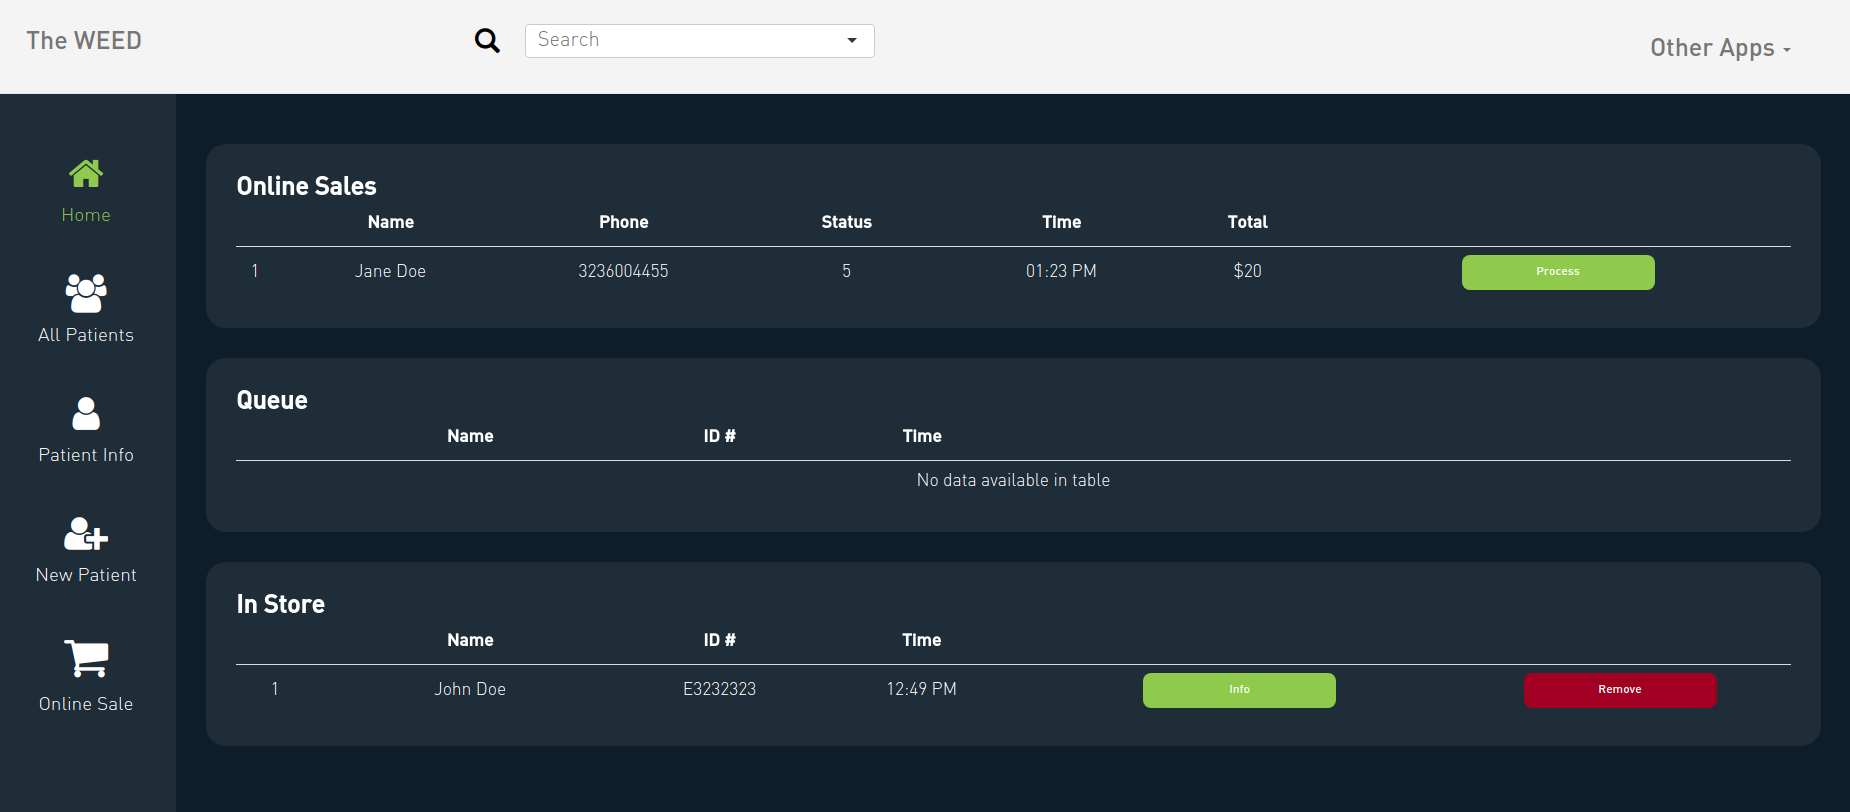 The WEED
Search
Other Apps
Home
All Patients
Patient Info
New Patient
Online Sale
Online Sales
Name Phone Status Time Total
1 Jane Doe 3236004455 5 01:23 PM $20 Process
Queue
Name ID # Time
No data available in table
In Store
Name ID # Time
1 John Doe E3232323 12:49 PM Info Remove